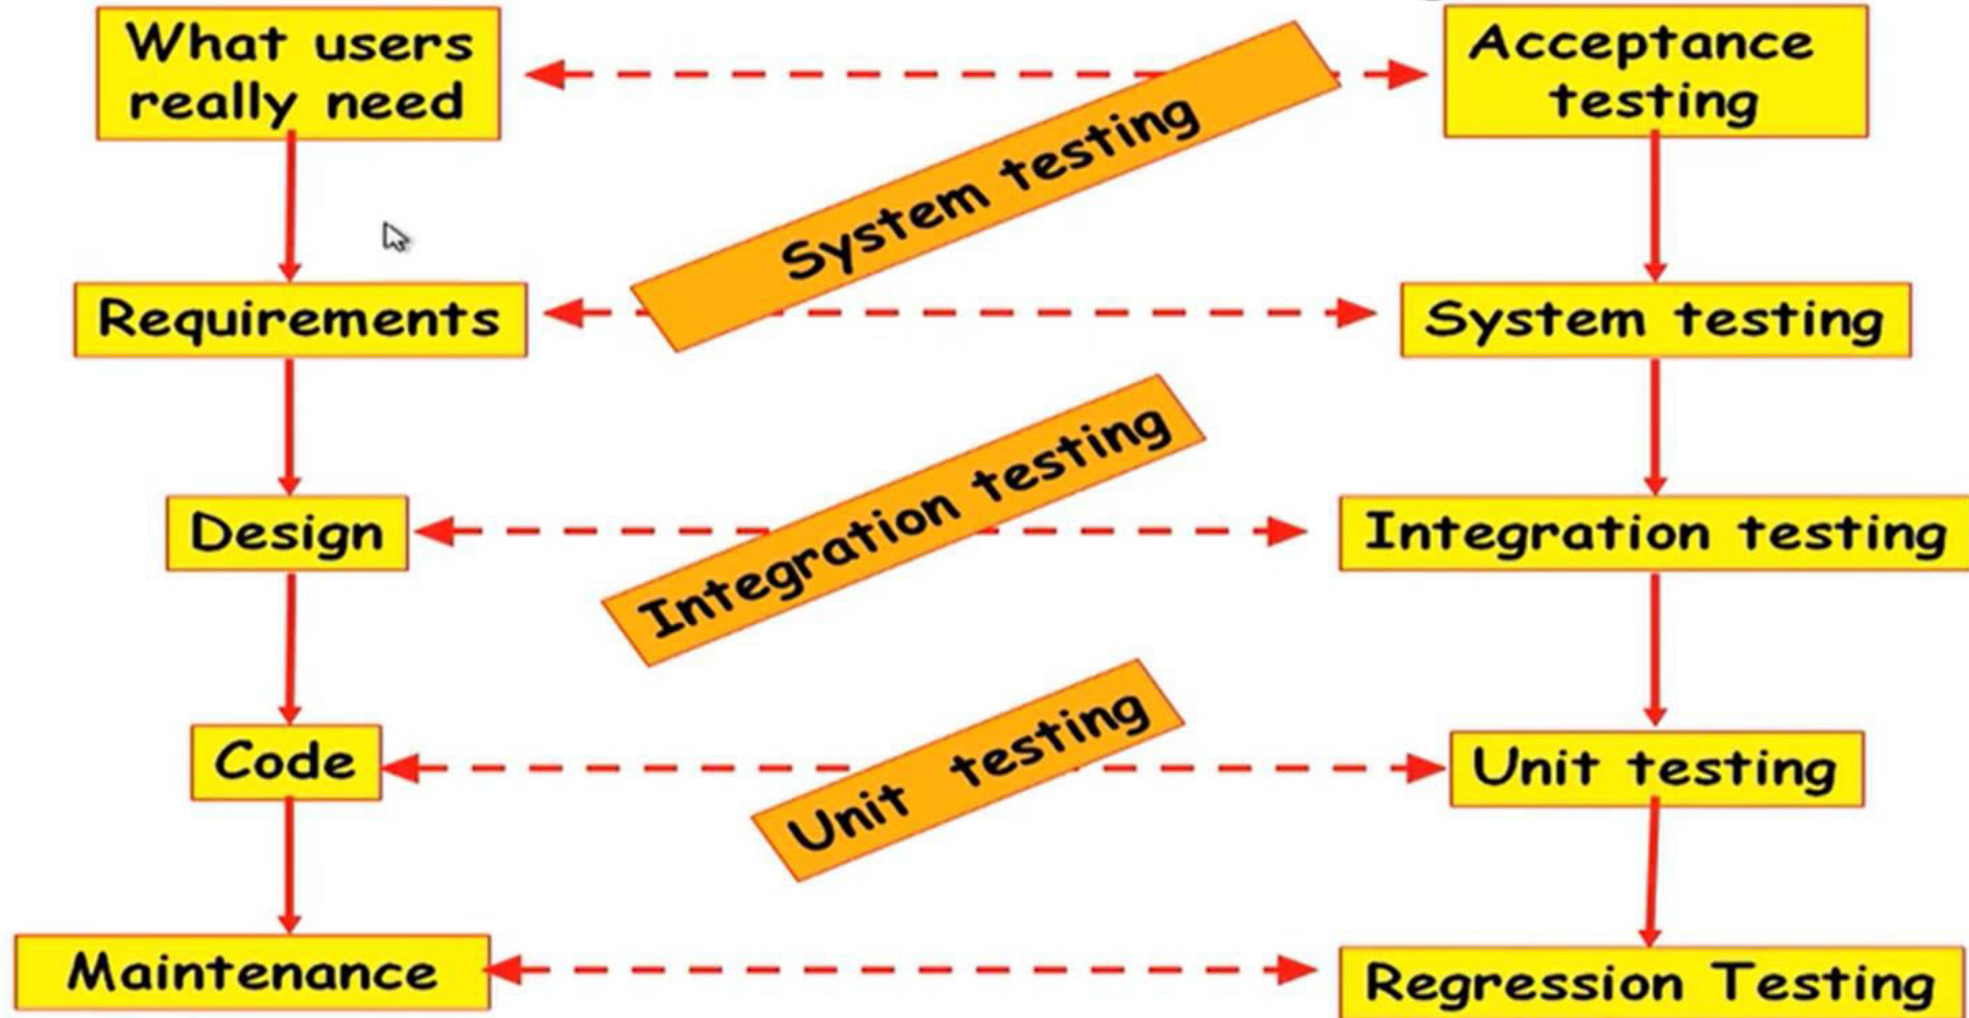 What users
really need
Acceptance
testing
System testing
Requirements
System testing
Integration testing
Design
Integration testing
Unit testing
Code
Unit testing
Maintenance
Regression Testing